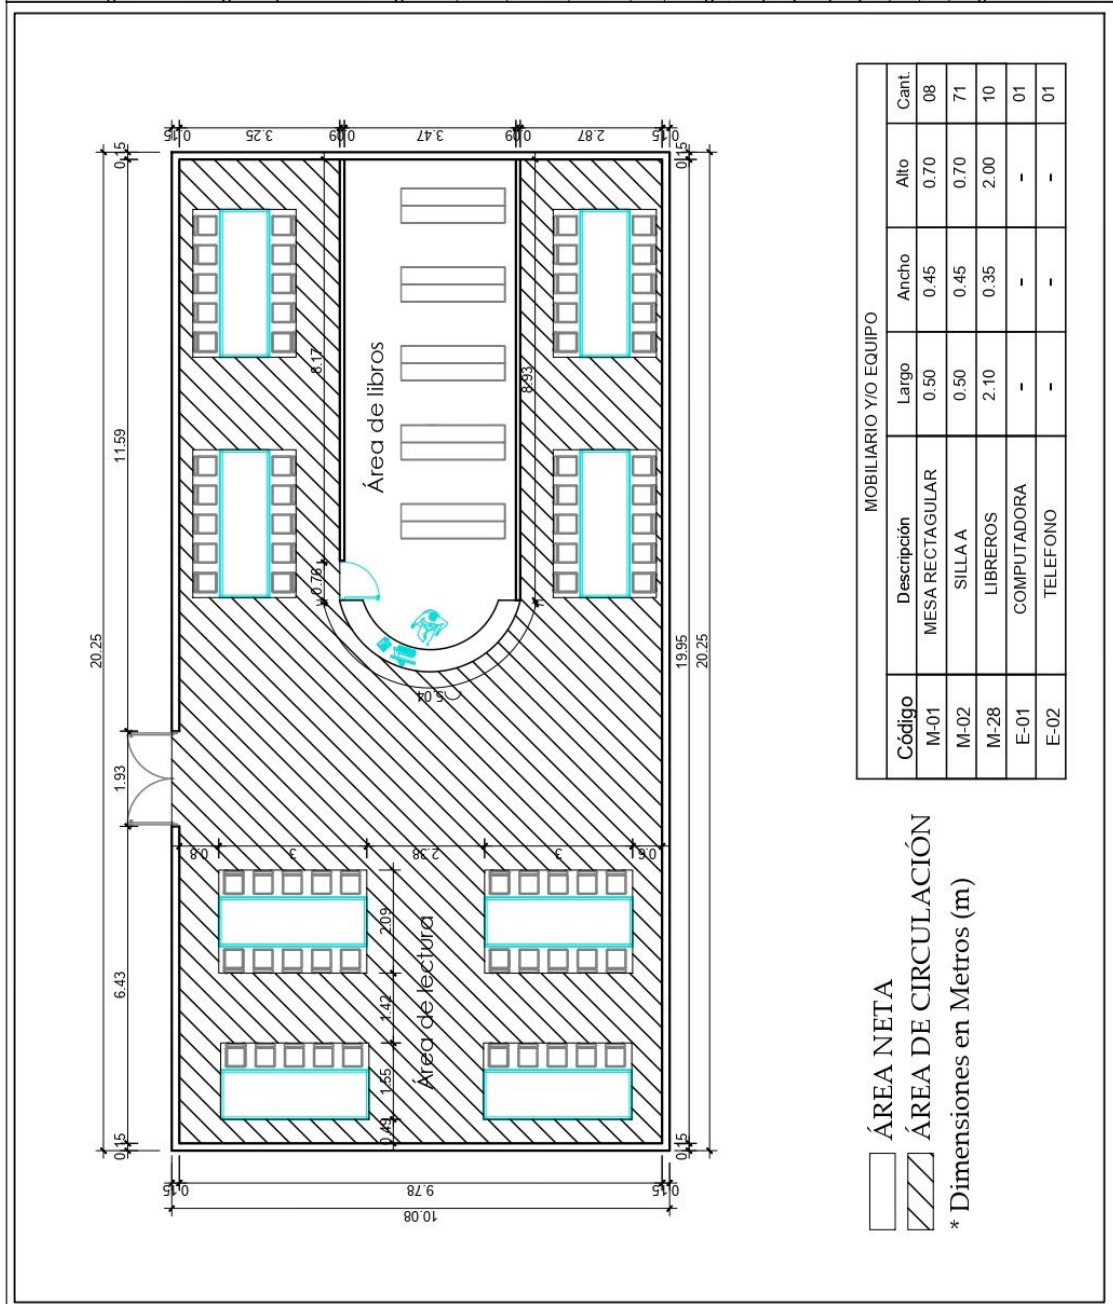 0.15
11.59
1.93
6.43
0.15
20.25
0.15
3.25
0.09
3.47
0.09
2.87
0.15
8.17
0.76
8.93
5.04
Área de libros
0.8
3
2.38
3
0.6
2.09
1.42
1.55
0.49
Área de lectura
0.15
19.95
0.15
20.25
0.15
9.78
0.15
10.08
MOBILIARIO Y/O EQUIPO
Código Descripción Largo Ancho Alto Cant.
M-01 MESA RECTAGULAR 0.50 0.45 0.70 08
M-02 SILLA A 0.50 0.45 0.70 71
M-28 LIBREROS 2.10 0.35 2.00 10
E-01 COMPUTADORA - - - 01
E-02 TELEFONO - - - 01
ÁREA NETA
ÁREA DE CIRCULACIÓN
* Dimensiones en Metros (m)